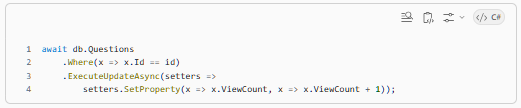 </> C#
1 await db.Questions
2     .Where(x => x.Id == id)
3     .ExecuteUpdateAsync(setters =>
4         setters.SetProperty(x => x.ViewCount, x => x.ViewCount + 1));